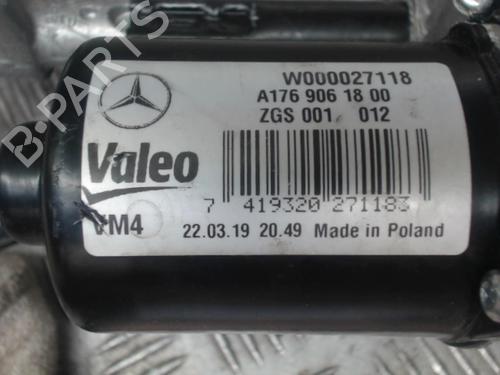 W000027118
A176 906 18 00
ZGS 001 012
Valeo
7 419320 271183
VM4
22.03.19 20.49 Made in Poland
B-PARTS